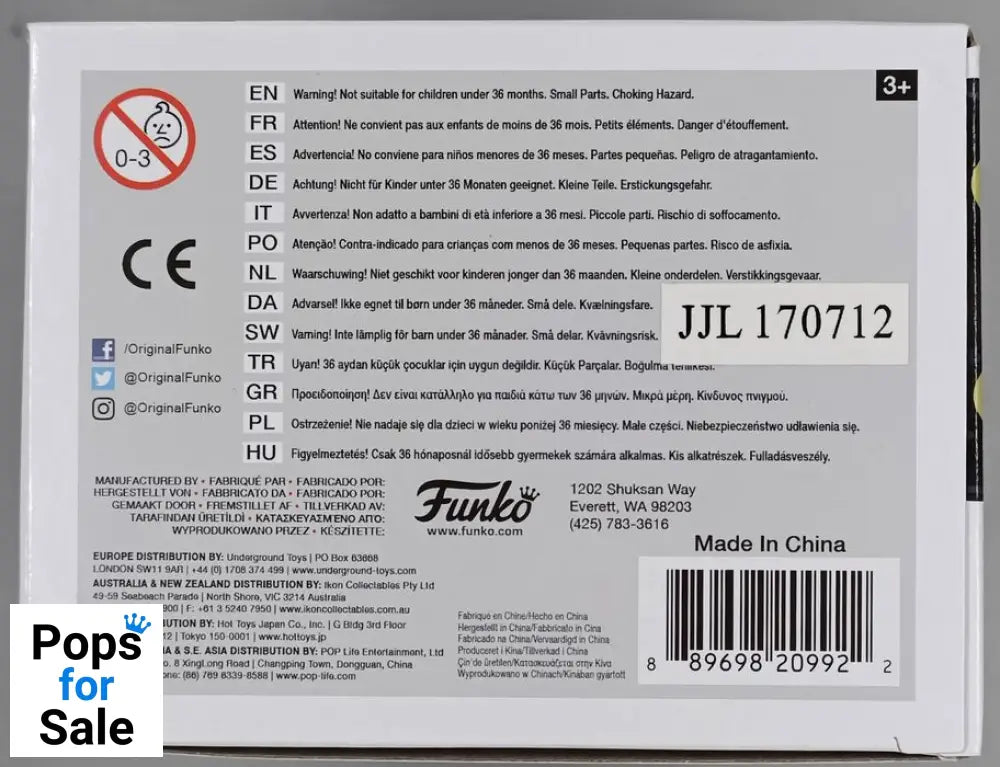 3+
0-3
EN Warning! Not suitable for children under 36 months. Small Parts. Choking Hazard.
FR Attention! Ne convient pas aux enfants de moins de 36 mois. Petits éléments. Danger d'étouffement.
ES Advertencia! No conviene para niños menores de 36 meses. Partes pequeñas. Peligro de atragantamiento.
DE Achtung! Nicht für Kinder unter 36 Monaten geeignet. Kleine Teile. Erstickungsgefahr.
IT Avvertenza! Non adatto a bambini di età inferiore a 36 mesi. Piccole parti. Rischio di soffocamento.
PO Atenção! Contra-indicado para crianças com menos de 36 meses. Pequenas partes. Risco de asfixia.
NL Waarschuwing! Niet geschikt voor kinderen jonger dan 36 maanden. Kleine onderdelen. Verstikkingsgevaar.
DA Advarsel! Ikke egnet til børn under 36 måneder. Små dele. Kvælningsfare.
SW Varning! Inte lämplig för barn under 36 månader. Små delar. Kvävningsrisk.
TR Uyan! 36 aydan küçük çocuklar için uygun değildir. Küçük Parçalar. Boğulma tehlikesi.
GR Προειδοποίηση! Δεν είναι κατάλληλο για παιδιά κάτω των 36 μηνών. Μικρά μέρη. Κίνδυνος πνιγμού.
PL Ostrzeżenie! Nie nadaje się dla dzieci w wieku poniżej 36 miesięcy. Małe części. Niebezpieczeństwo udławienia się.
HU Figyelmeztetés! Csak 36 hónaposnál idősebb gyermekek számára alkalmas. Kis alkatrészek. Fulladásveszély.
JJL 170712
CE
/OriginalFunko
@OriginalFunko
@OriginalFunko
MANUFACTURED BY • FABRIQUÉ PAR • FABRICADO POR:
HERGESTELLT VON • FABBRICATO DA • FABRICADO POR:
GEMAAKT DOOR • FREMSTILLET AF • TILLVERKAD AV:
TARAFINDAN ÜRETİLDİ • ΚΑΤΑΣΚΕΥΑΣΜΕΝΟ ΑΠΟ:
WYPRODUKOWANO PRZEZ • KÉSZÍTETTE:
Funko
www.funko.com
1202 Shuksan Way
Everett, WA 98203
(425) 783-3616
Made In China
EUROPE DISTRIBUTION BY: Underground Toys | PO Box 63868
LONDON SW11 9AR | +44 (0) 1708 374 499 | www.underground-toys.com
AUSTRALIA & NEW ZEALAND DISTRIBUTION BY: Ikon Collectables Pty Ltd
49-59 Seabeach Parade | North Shore, VIC 3214 Australia
900 | F: +61 3 5240 7950 | www.ikoncollectables.com.au
UTION BY: Hot Toys Japan Co., Inc. | G Bldg 3rd Floor
12 | Tokyo 150-0001 | www.hottoys.jp
A & S.E. ASIA DISTRIBUTION BY: POP Life Entertainment, Ltd
o. 8 XingLong Road | Changping Town, Dongguan, China
one: (86) 769 8339-8588 | www.pop-life.com
Fabriqué en Chine/Hecho en China
Hergestellt in China/Fabbricato in Cina
Fabricado na China/Vervaardigd in China
Produceret i Kina/Tillverkad i China
Çin'de üretilen/Κατασκευάζεται στην Κίνα
Wyprodukowano w Chinach/Kínában gyártott
8 89698 20992 2
Pops
for
Sale